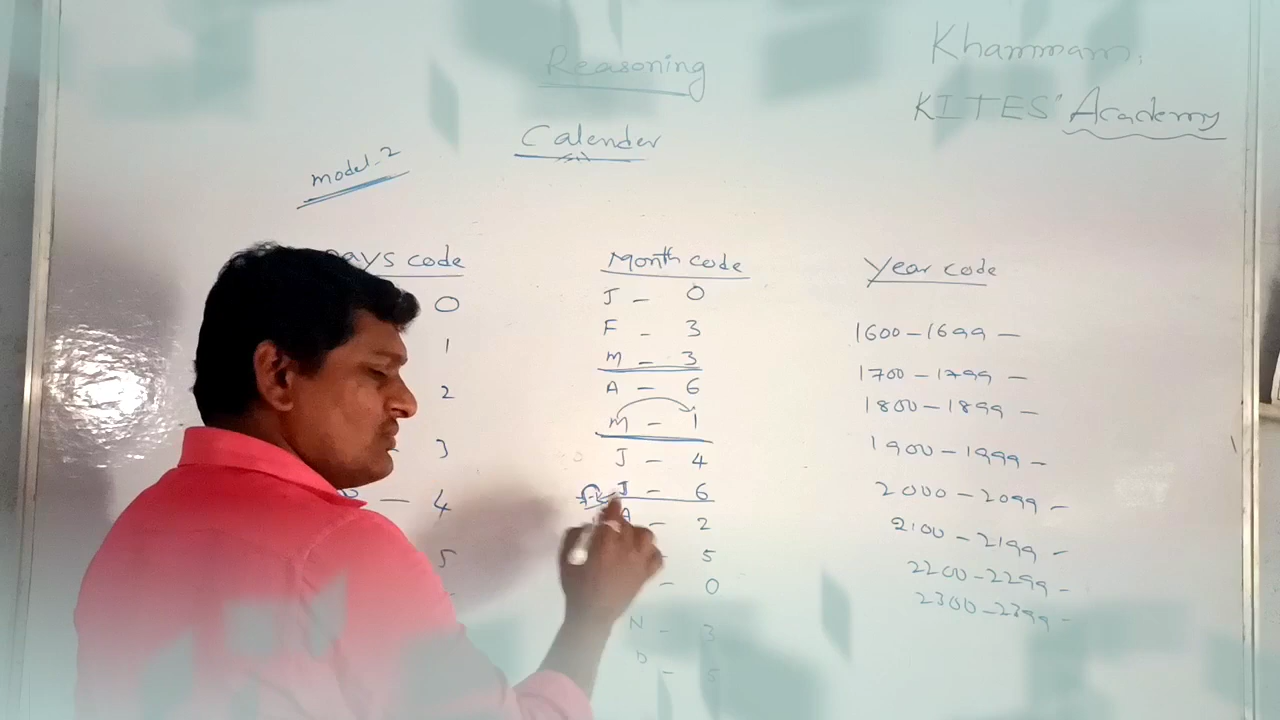 Reasoning
Khammam,
KITES' Academy
Calender
model-2
Days code
0
1
2
3
— 4
5
Month code
J — 0
F — 3
M — 3
A — 6
M — 1
J — 4
J — 6
A — 2
— 5
— 0
N — 3
D — 5
Year code
1600—1699 —
1700—1799 —
1800—1899 —
1900—1999 —
2000—2099 —
2100—2199 —
2200—2299 —
2300—2399 —